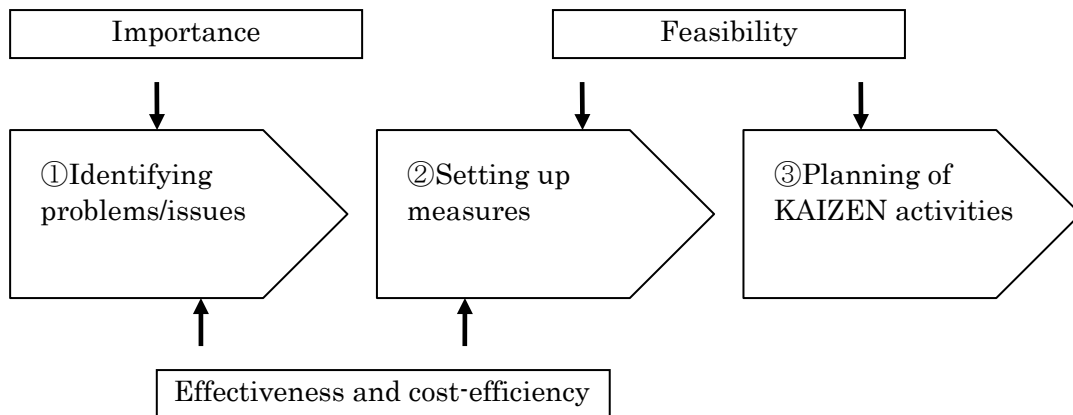 Importance
Feasibility
①Identifying
problems/issues
②Setting up
measures
③Planning of
KAIZEN activities
Effectiveness and cost-efficiency